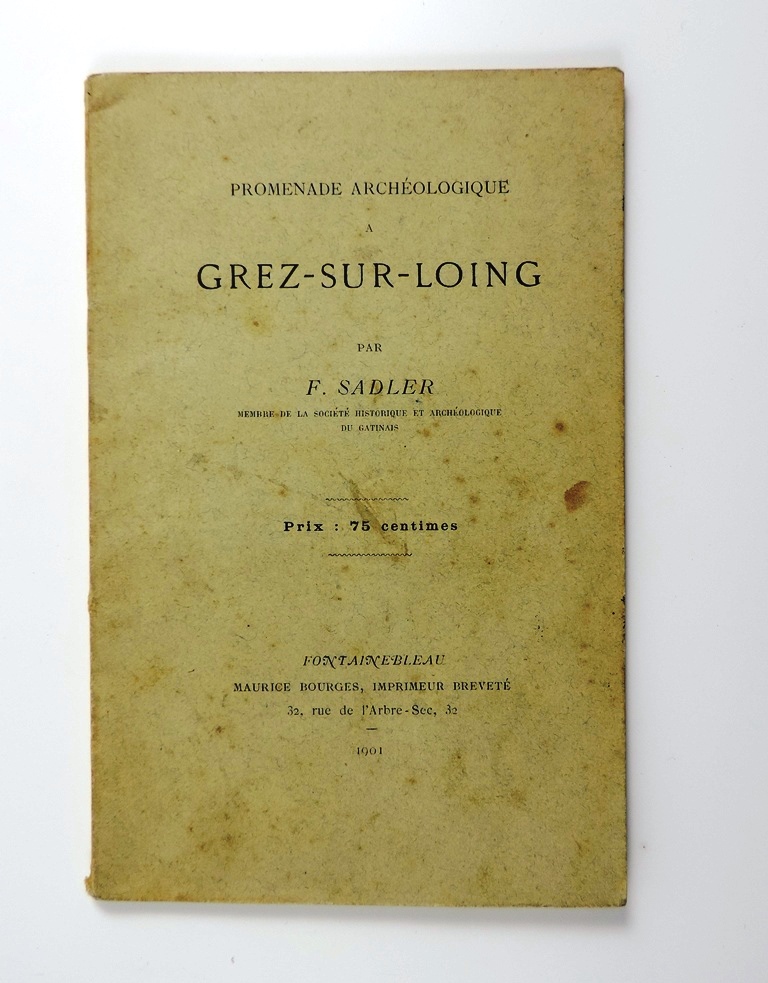 PROMENADE ARCHÉOLOGIQUE
A
GREZ-SUR-LOING
PAR
F. SADLER
MEMBRE DE LA SOCIÉTÉ HISTORIQUE ET ARCHÉOLOGIQUE
DU GATINAIS
Prix : 75 centimes
FONTAINEBLEAU
MAURICE BOURGES, IMPRIMEUR BREVETÉ
32, rue de l'Arbre-Sec, 32
1901